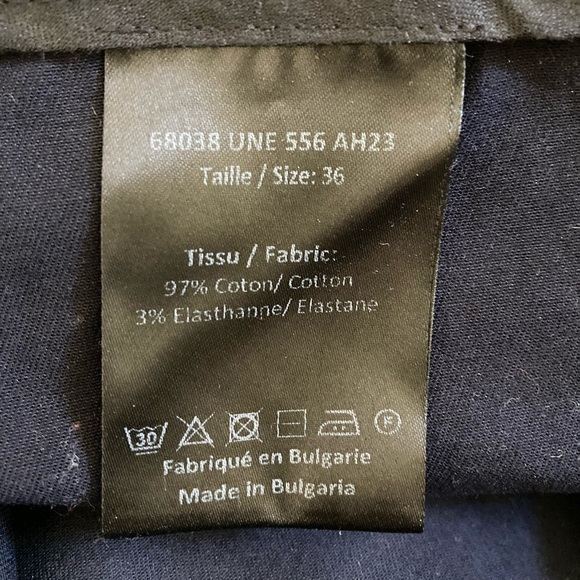 68038 UNE 556 AH23
Taille / Size: 36
Tissu / Fabric:
97% Coton/ Cotton
3% Elasthanne/ Elastane
30 F
Fabriqué en Bulgarie
Made in Bulgaria